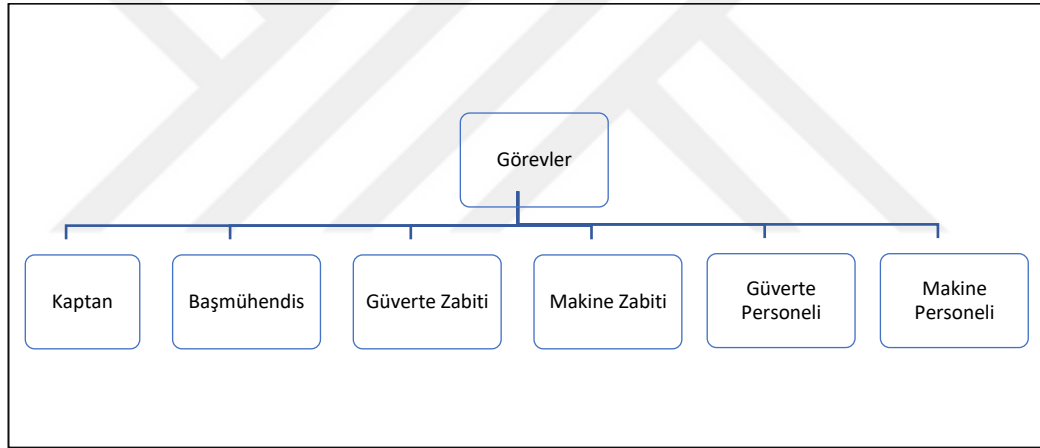 Görevler
Kaptan
Başmühendis
Güverte Zabiti
Makine Zabiti
Güverte
Personeli
Makine
Personeli